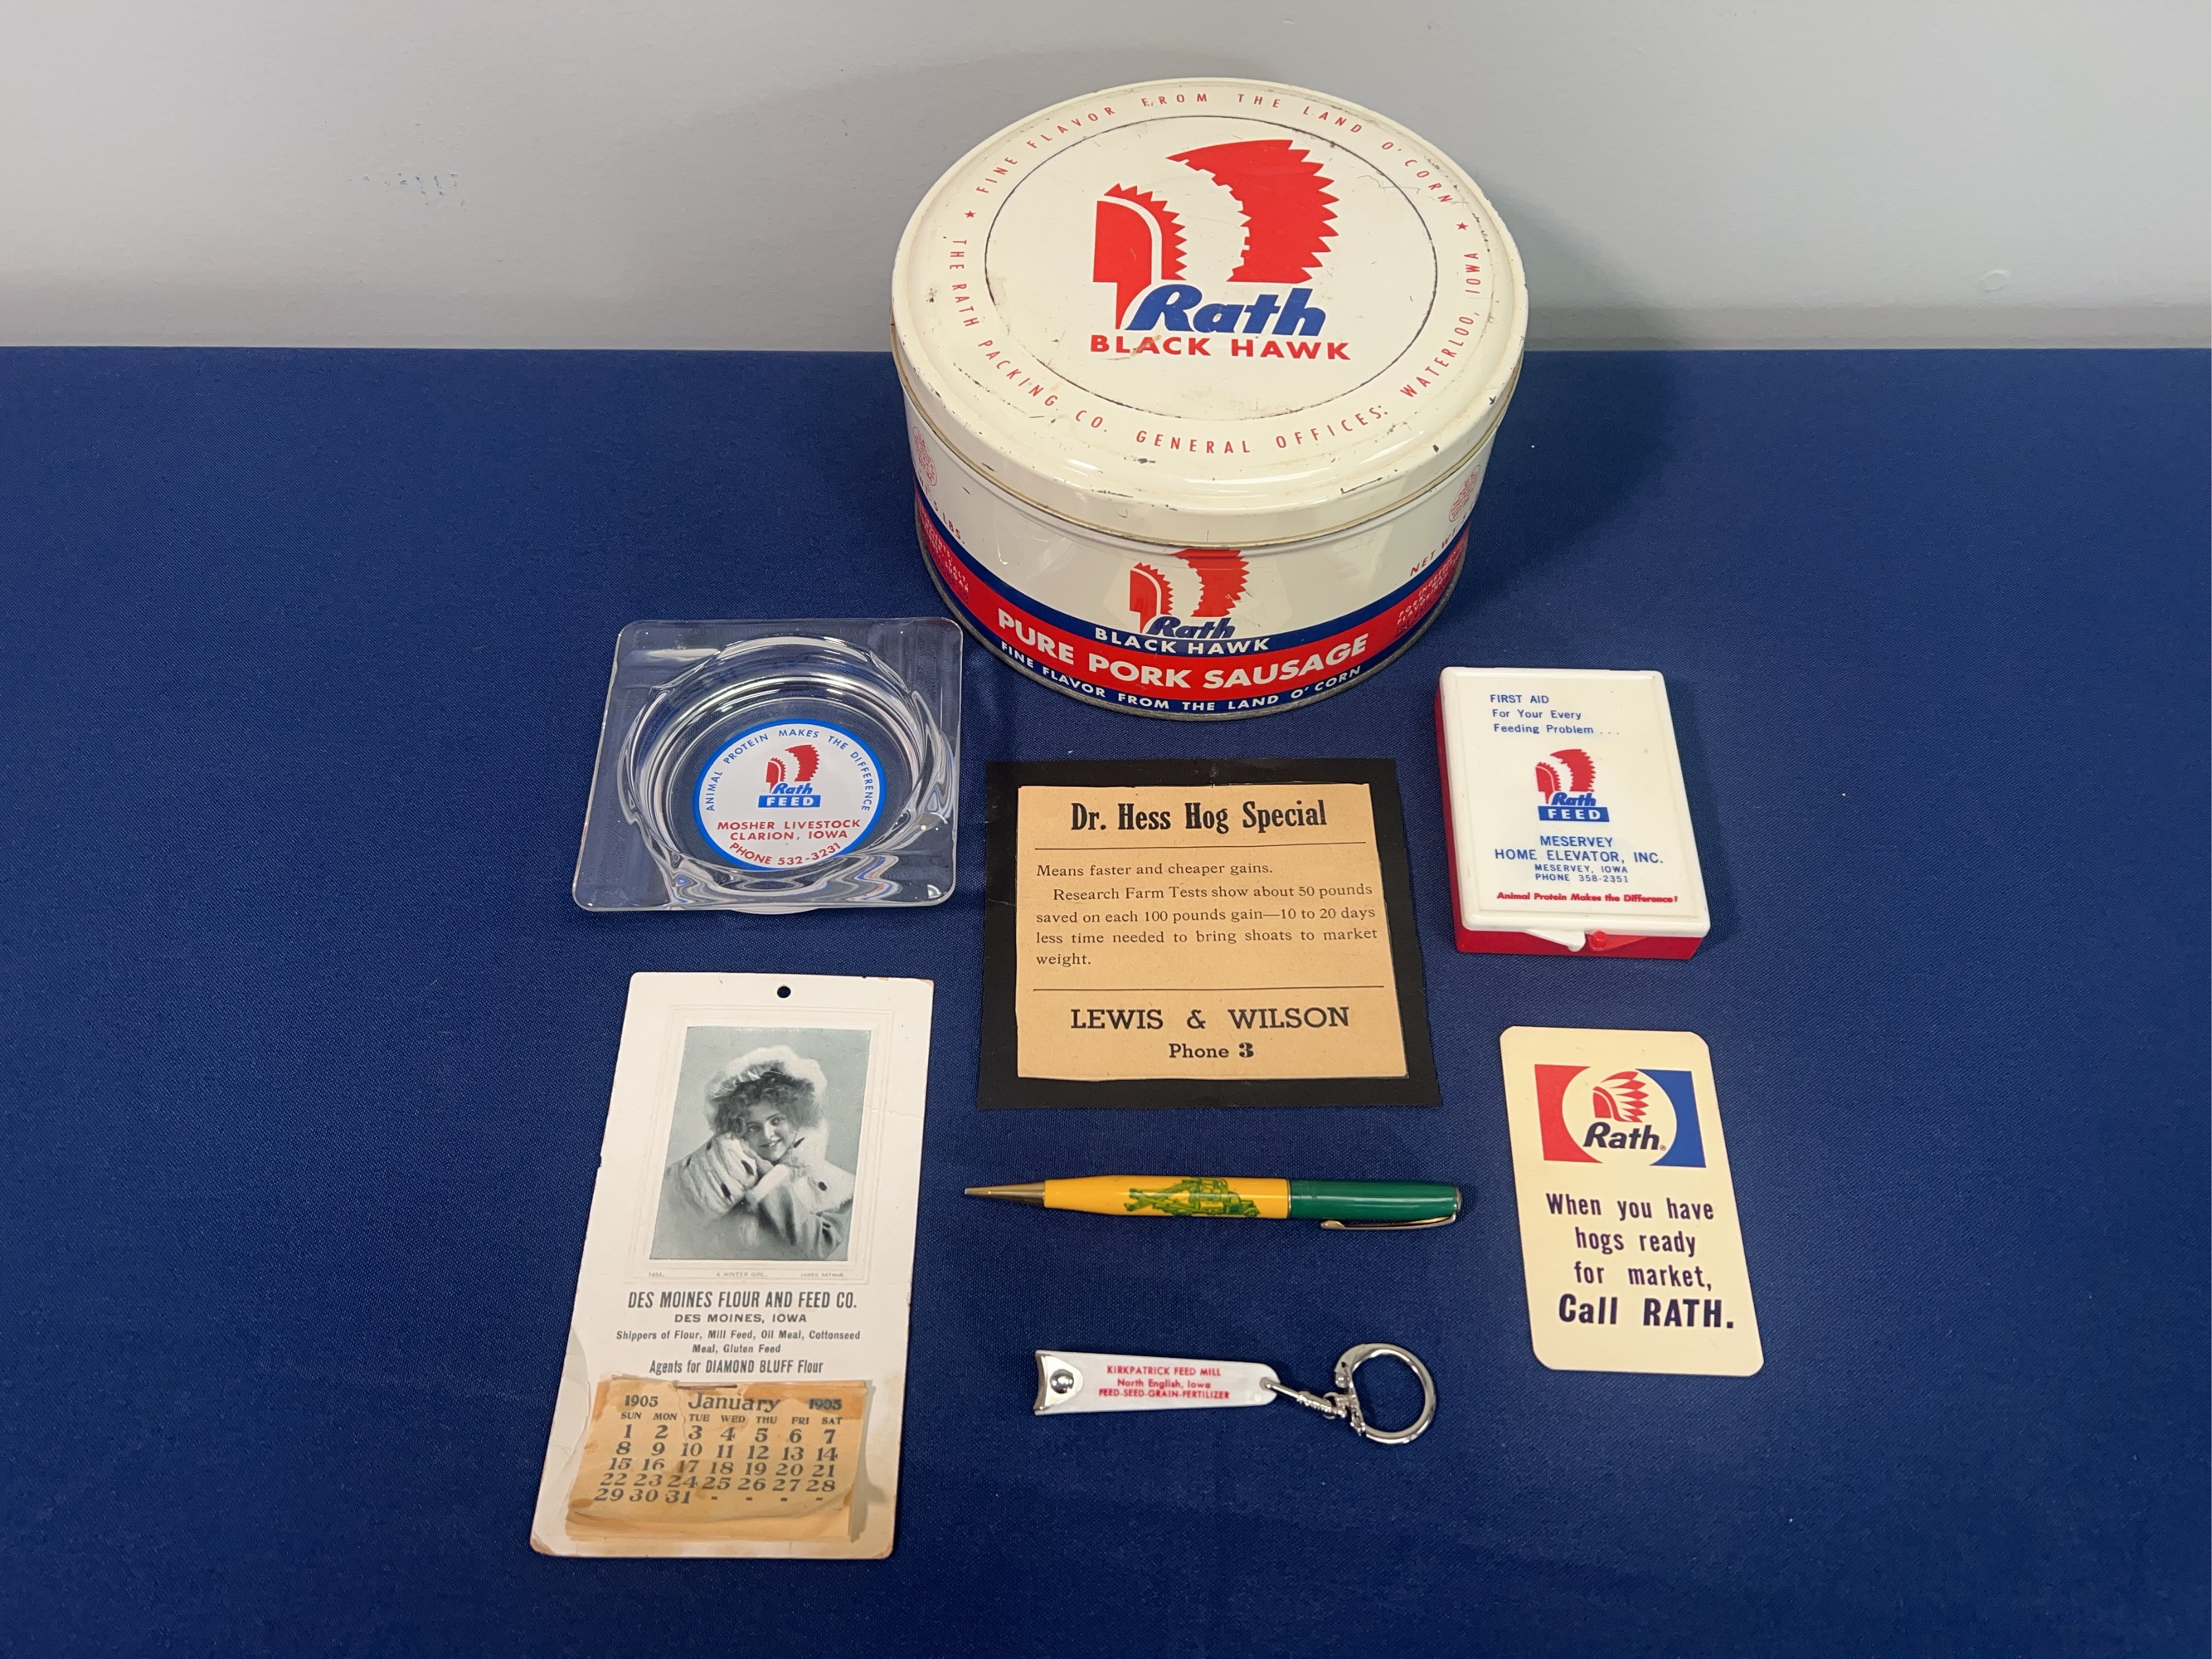 ★ FINE FLAVOR FROM THE LAND O'CORN ★
THE RATH PACKING CO. GENERAL OFFICES: WATERLOO, IOWA
Rath
BLACK HAWK
LBS.
NET WT.
Rath
BLACK HAWK
PURE PORK SAUSAGE
FINE FLAVOR FROM THE LAND O'CORN
ANIMAL PROTEIN MAKES THE DIFFERENCE
Rath
FEED
MOSHER LIVESTOCK
CLARION, IOWA
PHONE 532-3231
FIRST AID
For Your Every
Feeding Problem . . .
Rath
FEED
MESERVEY
HOME ELEVATOR, INC.
MESERVEY, IOWA
PHONE 358-2351
Animal Protein Makes the Difference!
Dr. Hess Hog Special
Means faster and cheaper gains.
Research Farm Tests show about 50 pounds
saved on each 100 pounds gain—10 to 20 days
less time needed to bring shoats to market
weight.
LEWIS & WILSON
Phone 3
A WINTER GIRL. JAMES ARTHUR.
DES MOINES FLOUR AND FEED CO.
DES MOINES, IOWA
Shippers of Flour, Mill Feed, Oil Meal, Cottonseed
Meal, Gluten Feed
Agents for DIAMOND BLUFF Flour
1905 January 1905
SUN MON TUE WED THU FRI SAT
1 2 3 4 5 6 7
8 9 10 11 12 13 14
15 16 17 18 19 20 21
22 23 24 25 26 27 28
29 30 31 - - - -
Rath®
When you have
hogs ready
for market,
Call RATH.
KIRKPATRICK FEED MILL
North English, Iowa
FEED-SEED-GRAIN-FERTILIZER